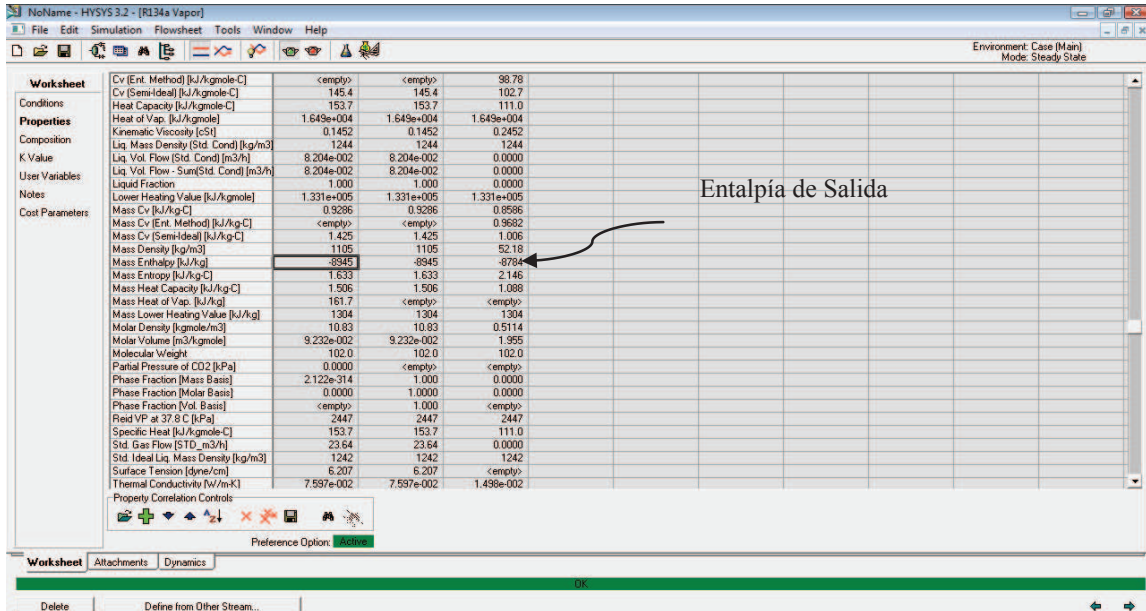 NoName - HYSYS 3.2 - [R134a Vapor]
File Edit Simulation Flowsheet Tools Window Help
Environment: Case (Main)
Mode: Steady State
Worksheet
Conditions
Properties
Composition
K Value
User Variables
Notes
Cost Parameters
Cv (Ent. Method) [kJ/kgmole-C] <empty> <empty> 98.78
Cv (Semi-Ideal) [kJ/kgmole-C] 145.4 145.4 102.7
Heat Capacity [kJ/kgmole-C] 153.7 153.7 111.0
Heat of Vap. [kJ/kgmole] 1.649e+004 1.649e+004 1.649e+004
Kinematic Viscosity [cSt] 0.1452 0.1452 0.2452
Liq. Mass Density (Std. Cond) [kg/m3] 1244 1244 1244
Liq. Vol. Flow (Std. Cond) [m3/h] 8.204e-002 8.204e-002 0.0000
Liq. Vol. Flow - Sum(Std. Cond) [m3/h] 8.204e-002 8.204e-002 0.0000
Liquid Fraction 1.000 1.000 0.0000
Lower Heating Value [kJ/kgmole] 1.331e+005 1.331e+005 1.331e+005
Mass Cv [kJ/kg-C] 0.9286 0.9286 0.8586
Mass Cv (Ent. Method) [kJ/kg-C] <empty> <empty> 0.9682
Mass Cv (Semi-Ideal) [kJ/kg-C] 1.425 1.425 1.006
Mass Density [kg/m3] 1105 1105 52.18
Mass Enthalpy [kJ/kg] -8945 -8945 -8784
Mass Entropy [kJ/kg-C] 1.633 1.633 2.146
Mass Heat Capacity [kJ/kg-C] 1.506 1.506 1.088
Mass Heat of Vap. [kJ/kg] 161.7 <empty> <empty>
Mass Lower Heating Value [kJ/kg] 1304 1304 1304
Molar Density [kgmole/m3] 10.83 10.83 0.5114
Molar Volume [m3/kgmole] 9.232e-002 9.232e-002 1.955
Molecular Weight 102.0 102.0 102.0
Partial Pressure of CO2 [kPa] 0.0000 <empty> <empty>
Phase Fraction [Mass Basis] 2.122e-314 1.000 0.0000
Phase Fraction [Molar Basis] 0.0000 1.0000 0.0000
Phase Fraction [Vol. Basis] <empty> 1.000 <empty>
Reid VP at 37.8 C [kPa] 2447 2447 2447
Specific Heat [kJ/kgmole-C] 153.7 153.7 111.0
Std. Gas Flow [STD_m3/h] 23.64 23.64 0.0000
Std. Ideal Liq. Mass Density [kg/m3] 1242 1242 1242
Surface Tension [dyne/cm] 6.207 6.207 <empty>
Thermal Conductivity [W/m-K] 7.597e-002 7.597e-002 1.498e-002
Entalpía de Salida
Property Correlation Controls
Preference Option: Active
Worksheet Attachments Dynamics
OK
Delete Define from Other Stream...